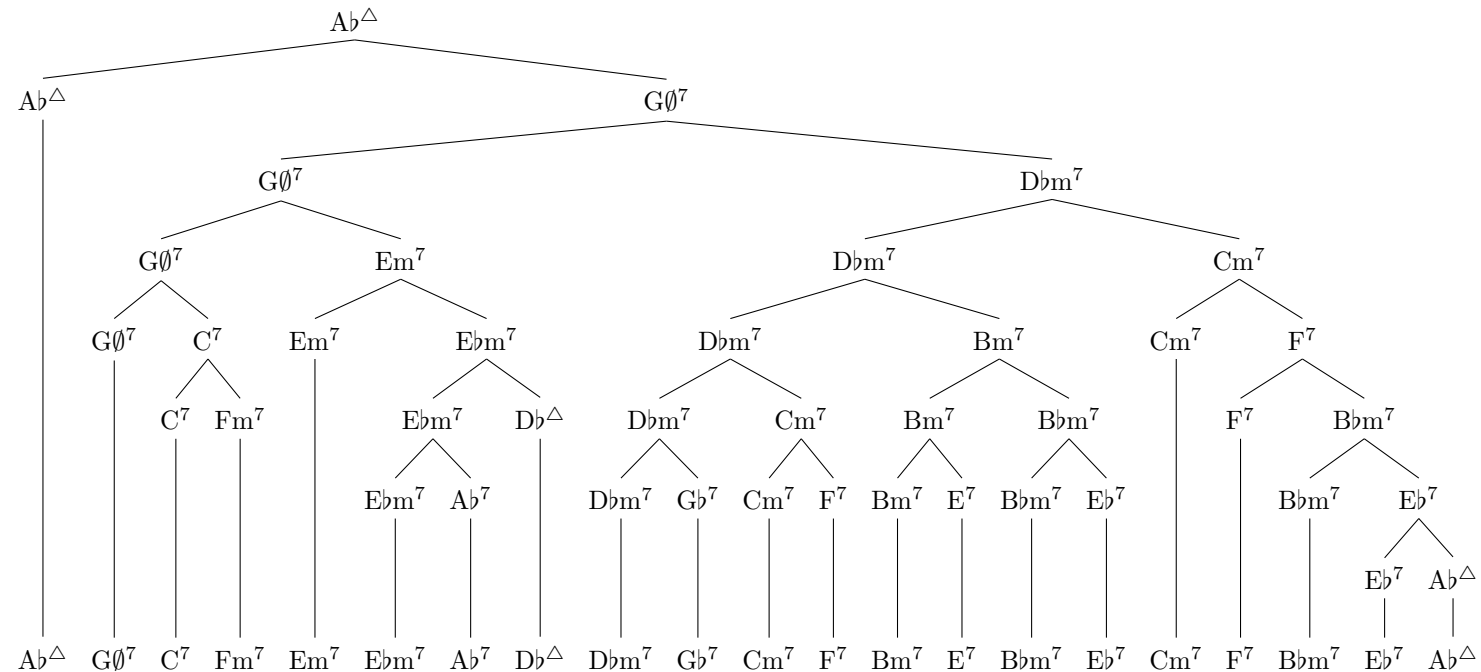 A♭△
A♭△ G∅⁷
G∅⁷ D♭m⁷
G∅⁷ Em⁷ D♭m⁷ Cm⁷
G∅⁷ C⁷ Em⁷ E♭m⁷ D♭m⁷ Bm⁷ Cm⁷ F⁷
C⁷ Fm⁷ E♭m⁷ D♭△ D♭m⁷ Cm⁷ Bm⁷ B♭m⁷ F⁷ B♭m⁷
E♭m⁷ A♭⁷ D♭m⁷ G♭⁷ Cm⁷ F⁷ Bm⁷ E⁷ B♭m⁷ E♭⁷ B♭m⁷ E♭⁷
E♭⁷ A♭△
A♭△ G∅⁷ C⁷ Fm⁷ Em⁷ E♭m⁷ A♭⁷ D♭△ D♭m⁷ G♭⁷ Cm⁷ F⁷ Bm⁷ E⁷ B♭m⁷ E♭⁷ Cm⁷ F⁷ B♭m⁷ E♭⁷ A♭△